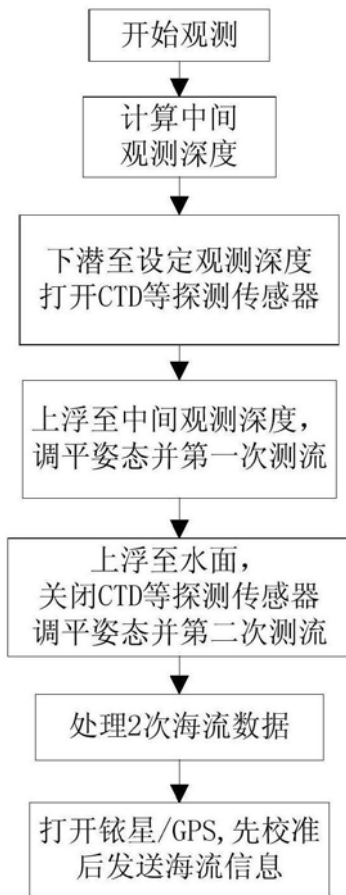 开始观测
计算中间
观测深度
下潜至设定观测深度
打开CTD等探测传感器
上浮至中间观测深度，
调平姿态并第一次测流
上浮至水面，
关闭CTD等探测传感器
调平姿态并第二次测流
处理2次海流数据
打开铱星/GPS,先校准
后发送海流信息